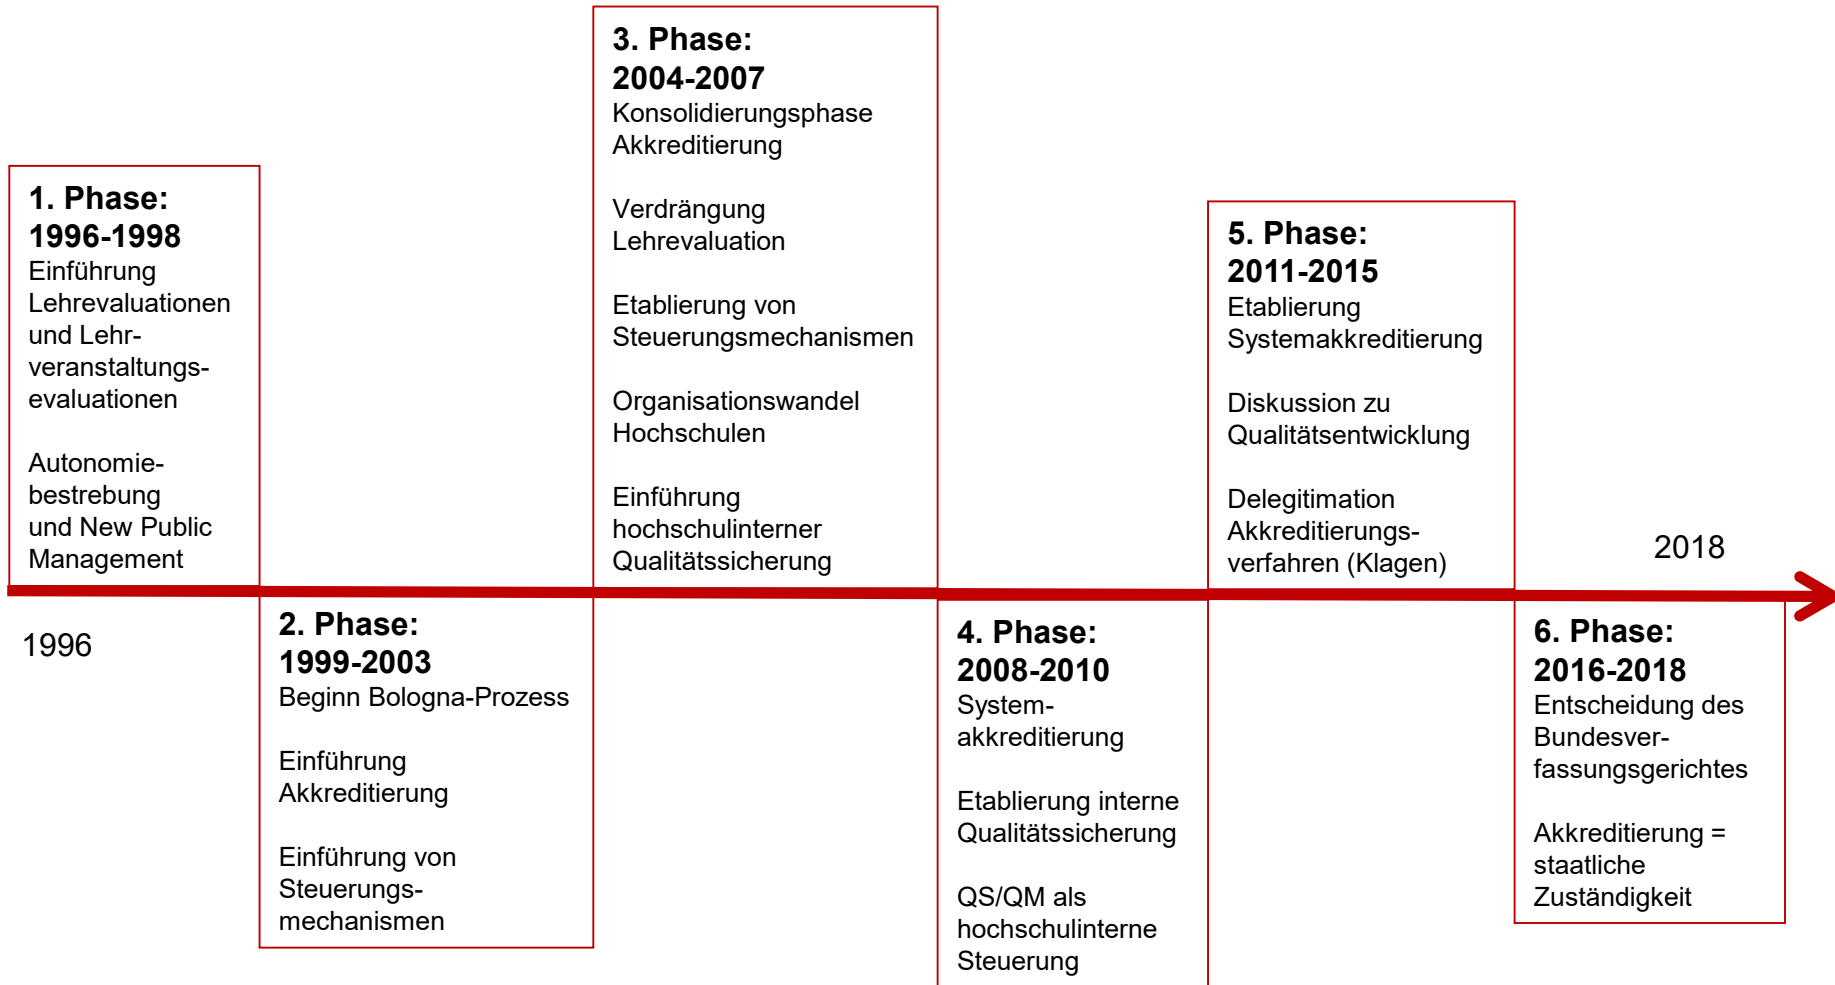 1. Phase:
1996-1998
Einführung
Lehrevaluationen
und Lehr-
veranstaltungs-
evaluationen
Autonomie-
bestrebung
und New Public
Management
1996
2. Phase:
1999-2003
Beginn Bologna-Prozess
Einführung
Akkreditierung
Einführung von
Steuerungs-
mechanismen
3. Phase:
2004-2007
Konsolidierungsphase
Akkreditierung
Verdrängung
Lehrevaluation
Etablierung von
Steuerungsmechanismen
Organisationswandel
Hochschulen
Einführung
hochschulinterner
Qualitätssicherung
4. Phase:
2008-2010
System-
akkreditierung
Etablierung interne
Qualitätssicherung
QS/QM als
hochschulinterne
Steuerung
5. Phase:
2011-2015
Etablierung
Systemakkreditierung
Diskussion zu
Qualitätsentwicklung
Delegitimation
Akkreditierungs-
verfahren (Klagen)
2018
6. Phase:
2016-2018
Entscheidung des
Bundesver-
fassungsgerichtes
Akkreditierung =
staatliche
Zuständigkeit